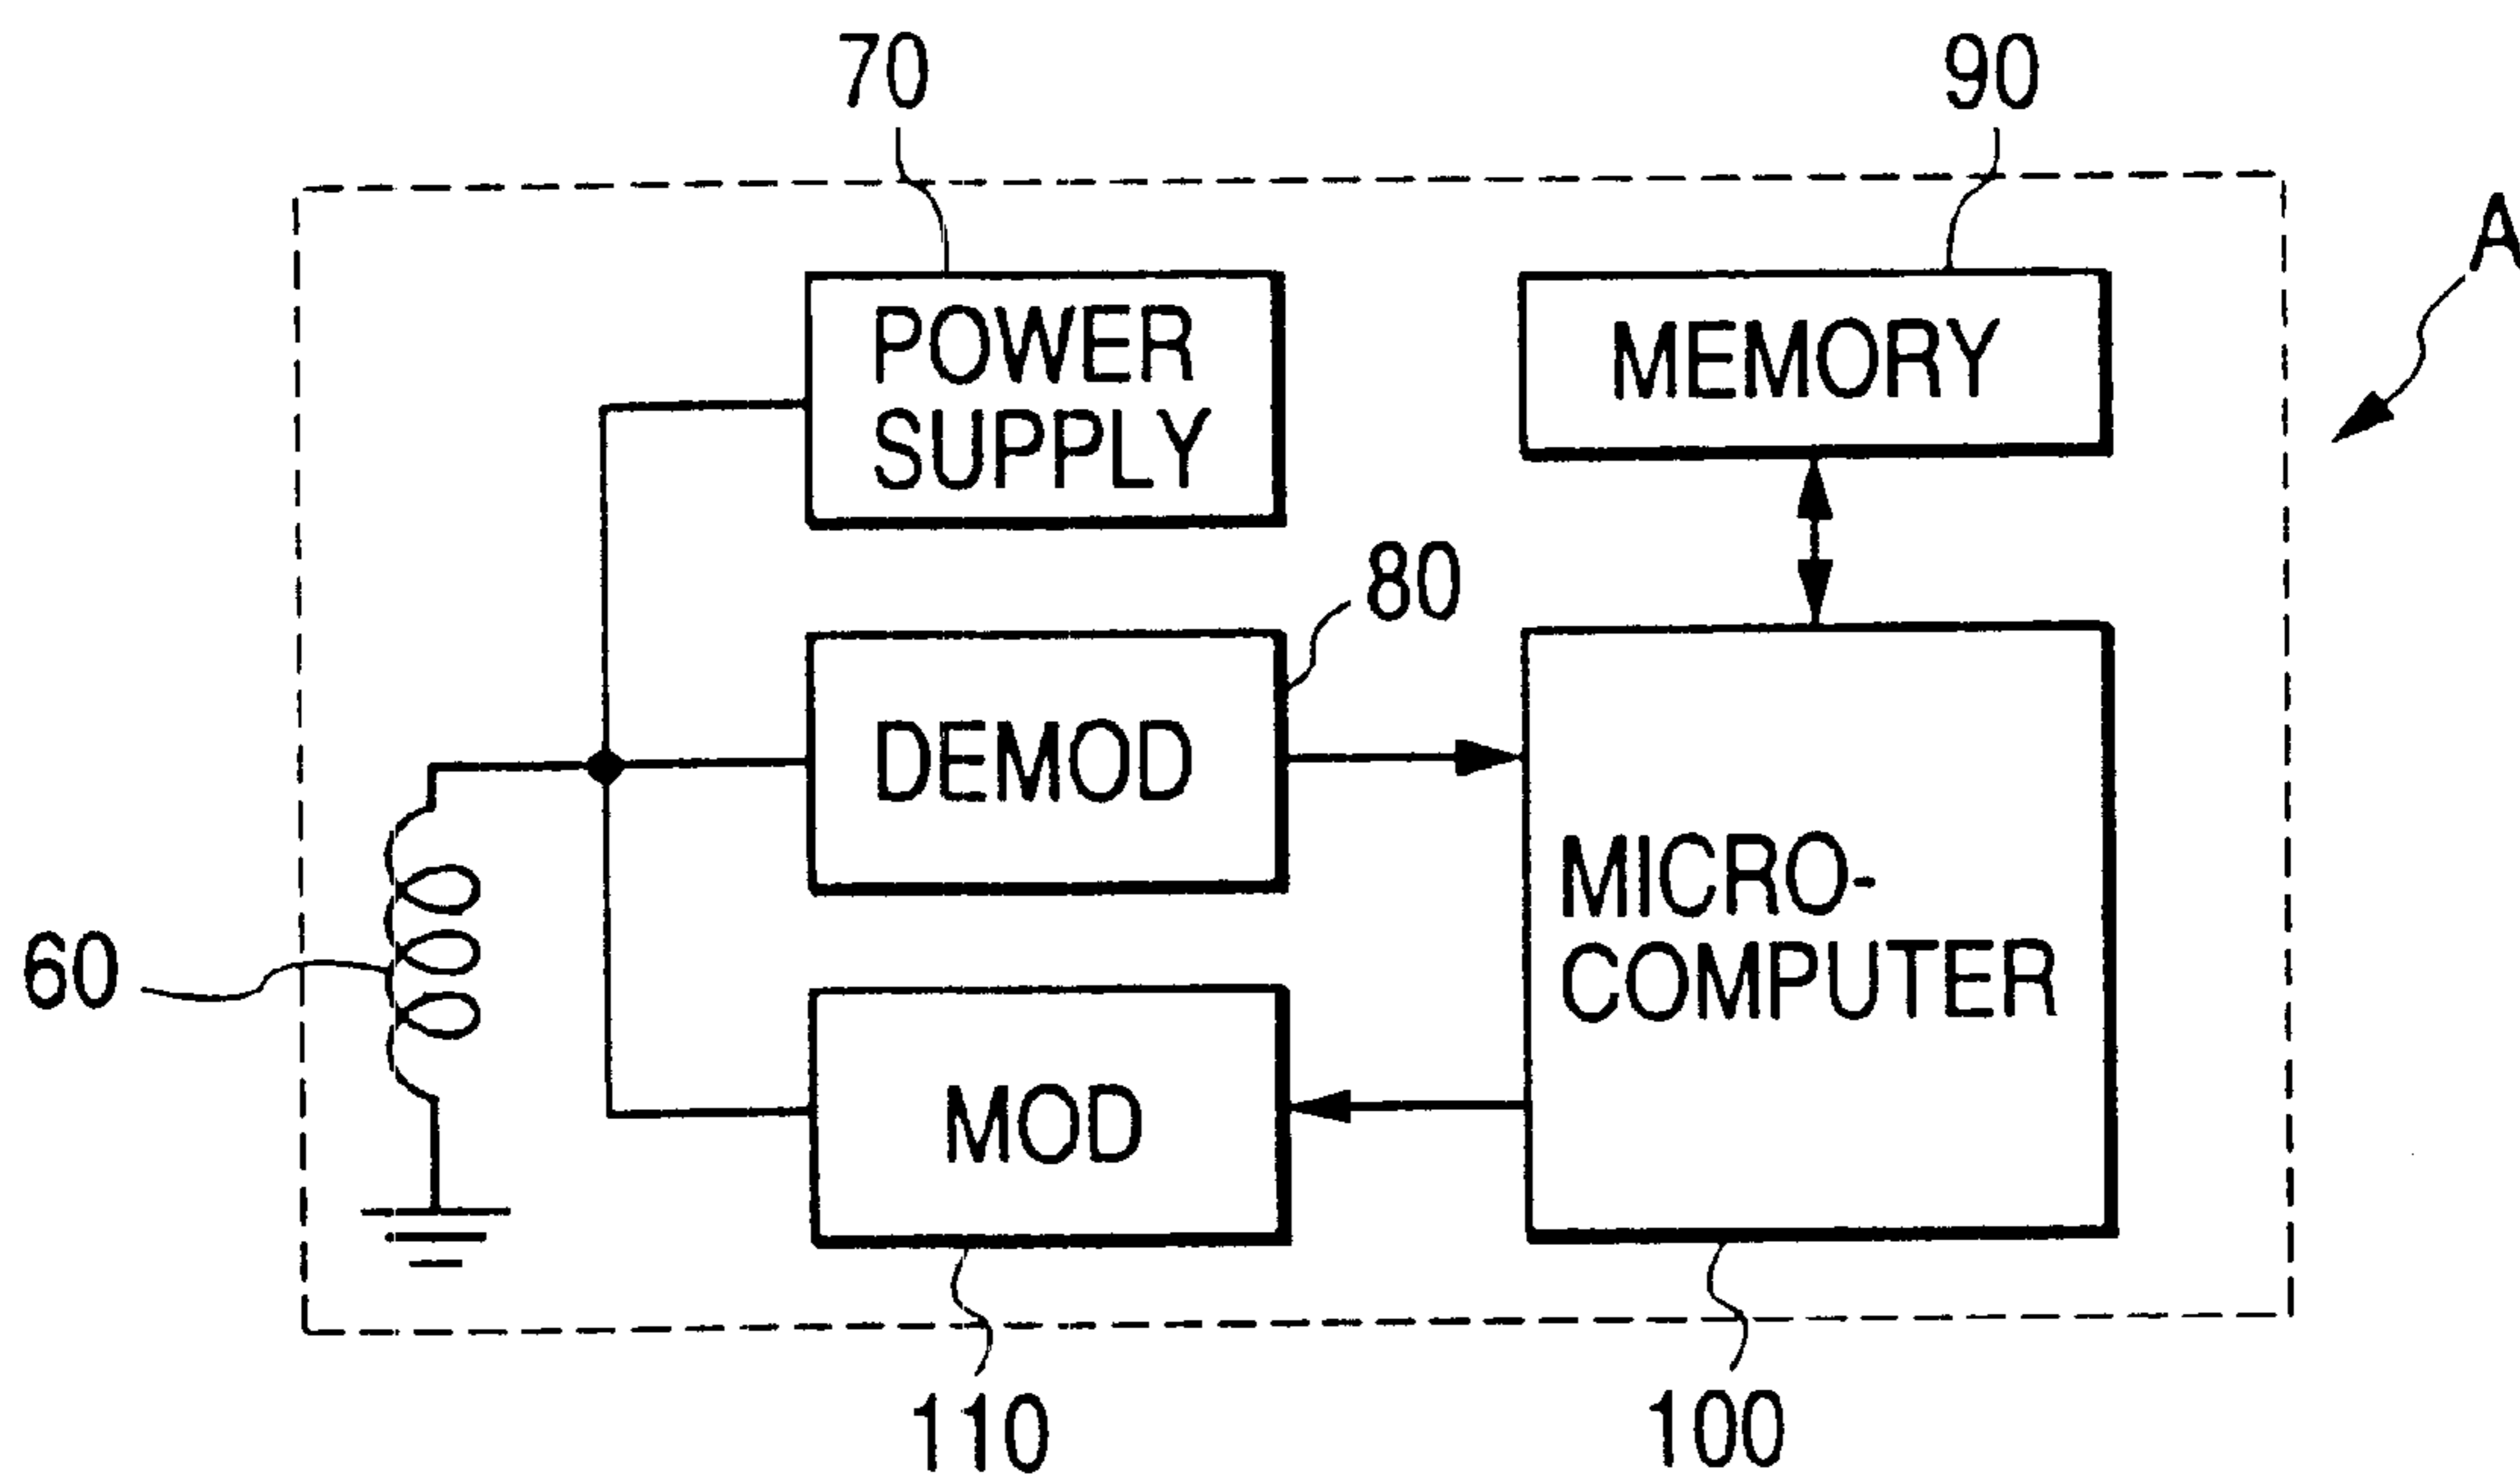 70
90
A
POWER
SUPPLY
MEMORY
80
DEMOD
MICRO-
COMPUTER
60
MOD
110
100